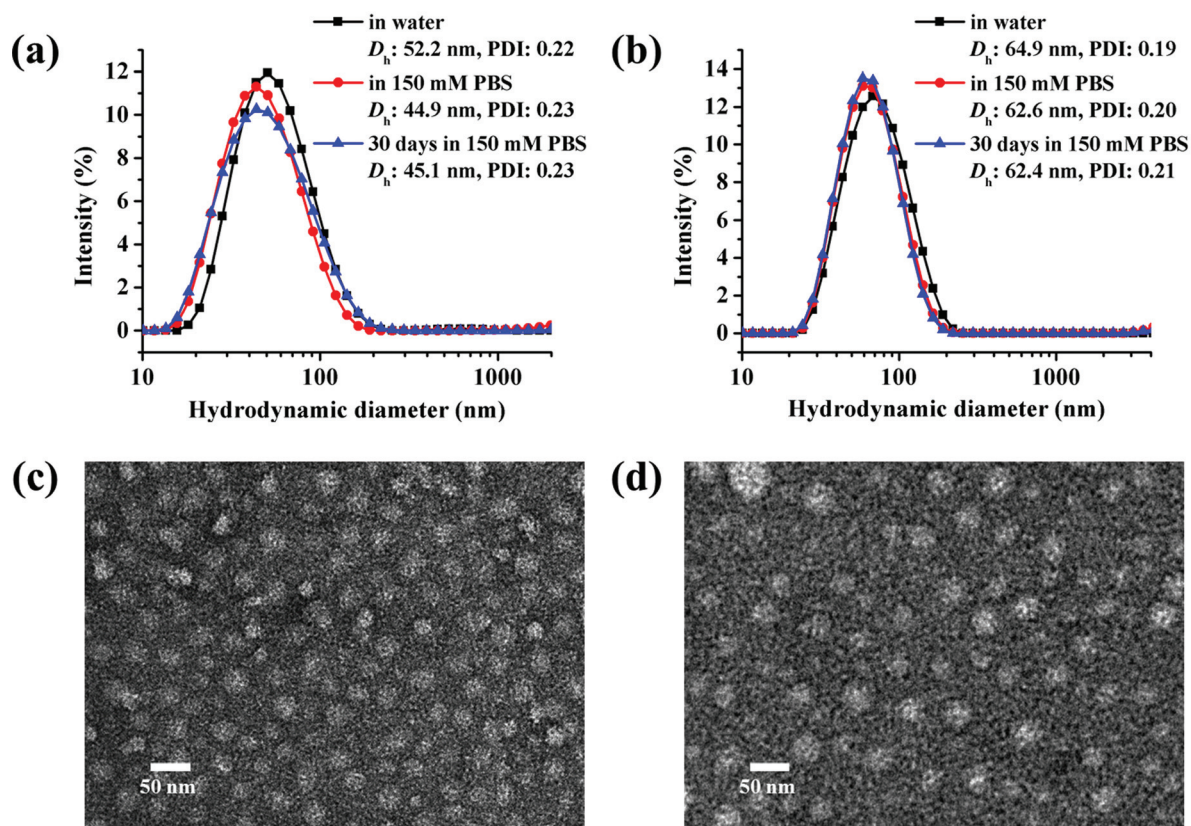 (a)
in water
Dh: 52.2 nm, PDI: 0.22
in 150 mM PBS
Dh: 44.9 nm, PDI: 0.23
30 days in 150 mM PBS
Dh: 45.1 nm, PDI: 0.23
12
10
8
6
4
2
0
Intensity (%)
10 100 1000
Hydrodynamic diameter (nm)
(b)
in water
Dh: 64.9 nm, PDI: 0.19
in 150 mM PBS
Dh: 62.6 nm, PDI: 0.20
30 days in 150 mM PBS
Dh: 62.4 nm, PDI: 0.21
14
12
10
8
6
4
2
0
Intensity (%)
10 100 1000
Hydrodynamic diameter (nm)
(c)
50 nm
(d)
50 nm